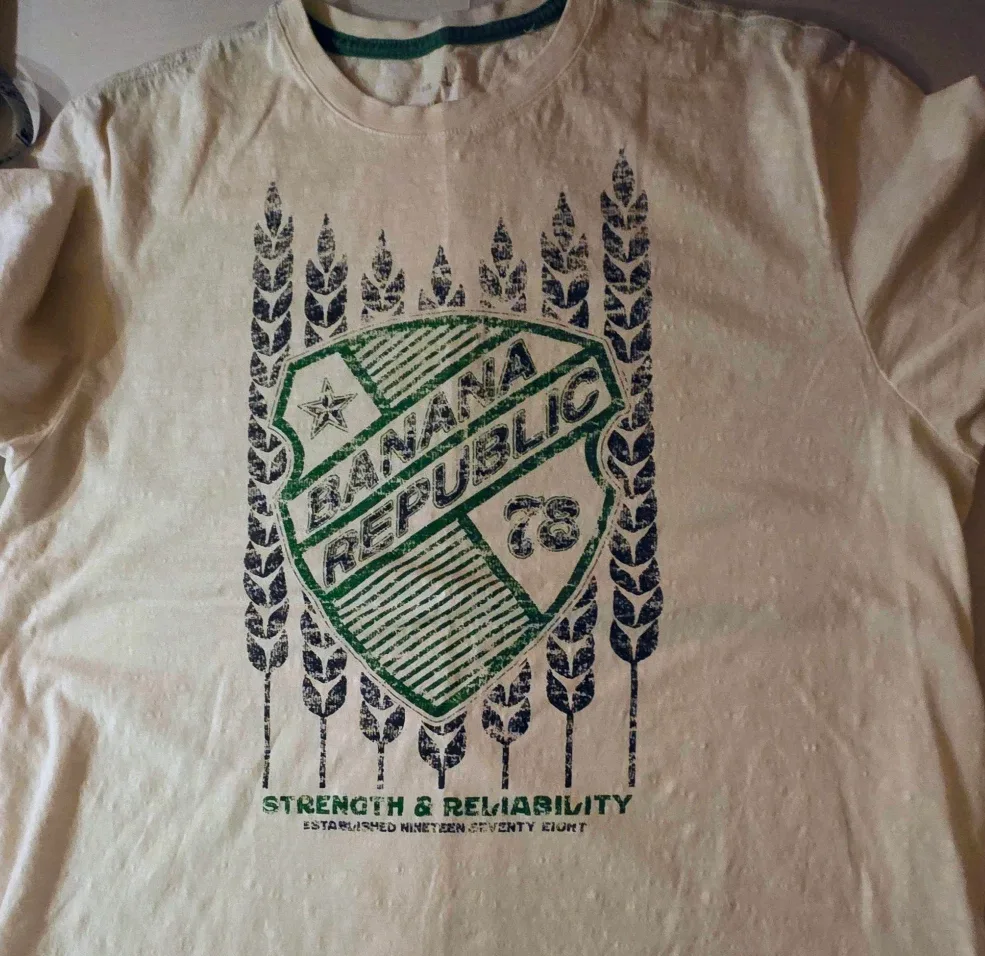 BANANA
REPUBLIC
78
STRENGTH & RELIABILITY
ESTABLISHED NINETEEN SEVENTY EIGHT